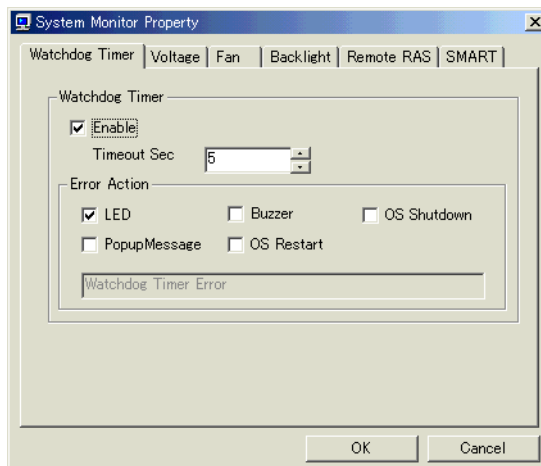 System Monitor Property
Watchdog Timer Voltage Fan Backlight Remote RAS SMART
Watchdog Timer
Enable
Timeout Sec 5
Error Action
LED Buzzer OS Shutdown
PopupMessage OS Restart
Watchdog Timer Error
OK Cancel